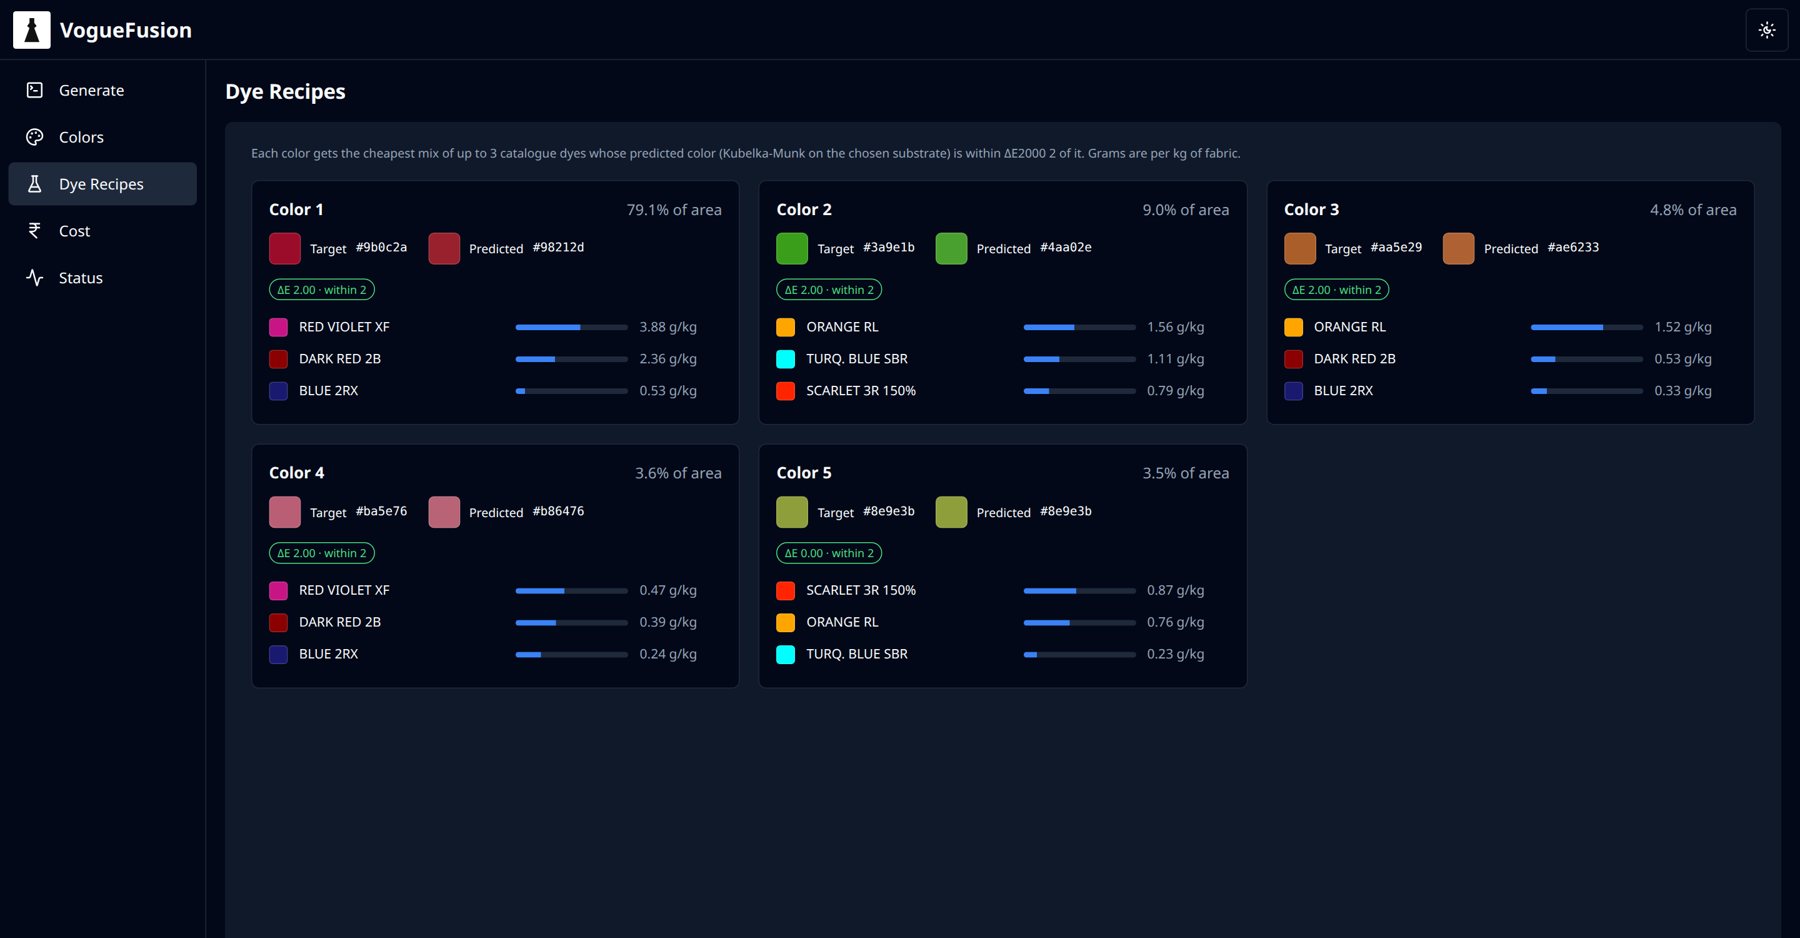 VogueFusion
Generate
Colors
Dye Recipes
Cost
Status
Dye Recipes
Each color gets the cheapest mix of up to 3 catalogue dyes whose predicted color (Kubelka-Munk on the chosen substrate) is within ΔE2000 2 of it. Grams are per kg of fabric.
Color 1 79.1% of area
Target #9b0c2a Predicted #98212d
ΔE 2.00 · within 2
RED VIOLET XF 3.88 g/kg
DARK RED 2B 2.36 g/kg
BLUE 2RX 0.53 g/kg
Color 2 9.0% of area
Target #3a9e1b Predicted #4aa02e
ΔE 2.00 · within 2
ORANGE RL 1.56 g/kg
TURQ. BLUE SBR 1.11 g/kg
SCARLET 3R 150% 0.79 g/kg
Color 3 4.8% of area
Target #aa5e29 Predicted #ae6233
ΔE 2.00 · within 2
ORANGE RL 1.52 g/kg
DARK RED 2B 0.53 g/kg
BLUE 2RX 0.33 g/kg
Color 4 3.6% of area
Target #ba5e76 Predicted #b86476
ΔE 2.00 · within 2
RED VIOLET XF 0.47 g/kg
DARK RED 2B 0.39 g/kg
BLUE 2RX 0.24 g/kg
Color 5 3.5% of area
Target #8e9e3b Predicted #8e9e3b
ΔE 0.00 · within 2
SCARLET 3R 150% 0.87 g/kg
ORANGE RL 0.76 g/kg
TURQ. BLUE SBR 0.23 g/kg